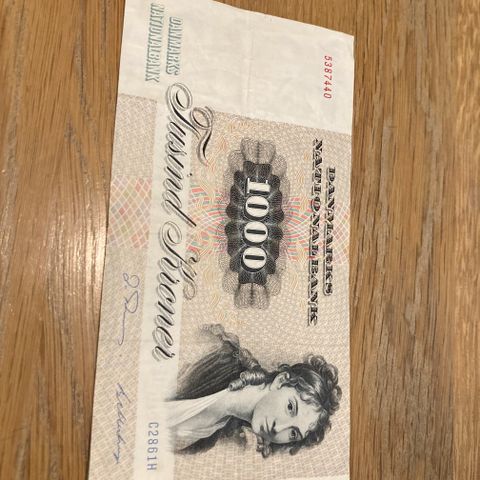 5387440
DANMARKS
NATIONALBANK
DANMARKS
NATIONALBANK
1000
Tusind Kroner
C2861H